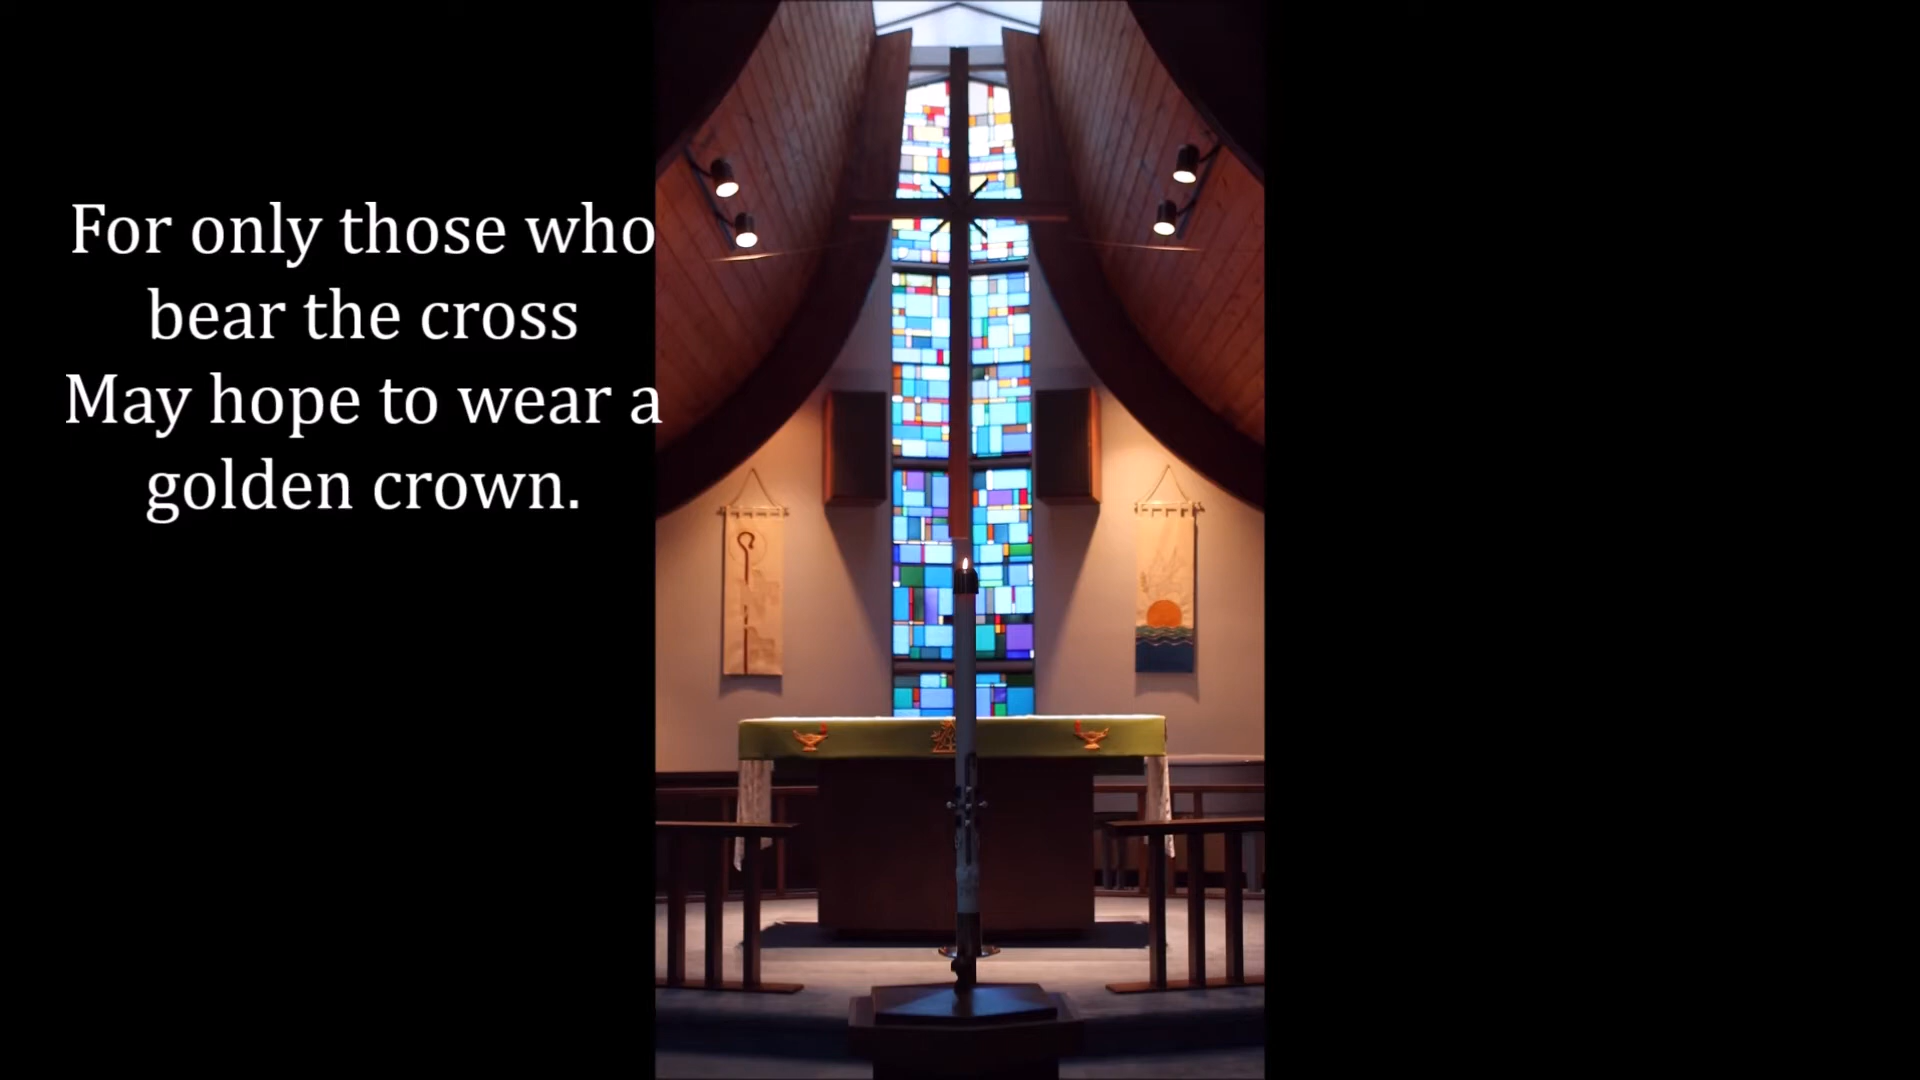 For only those who
bear the cross
May hope to wear a
golden crown.